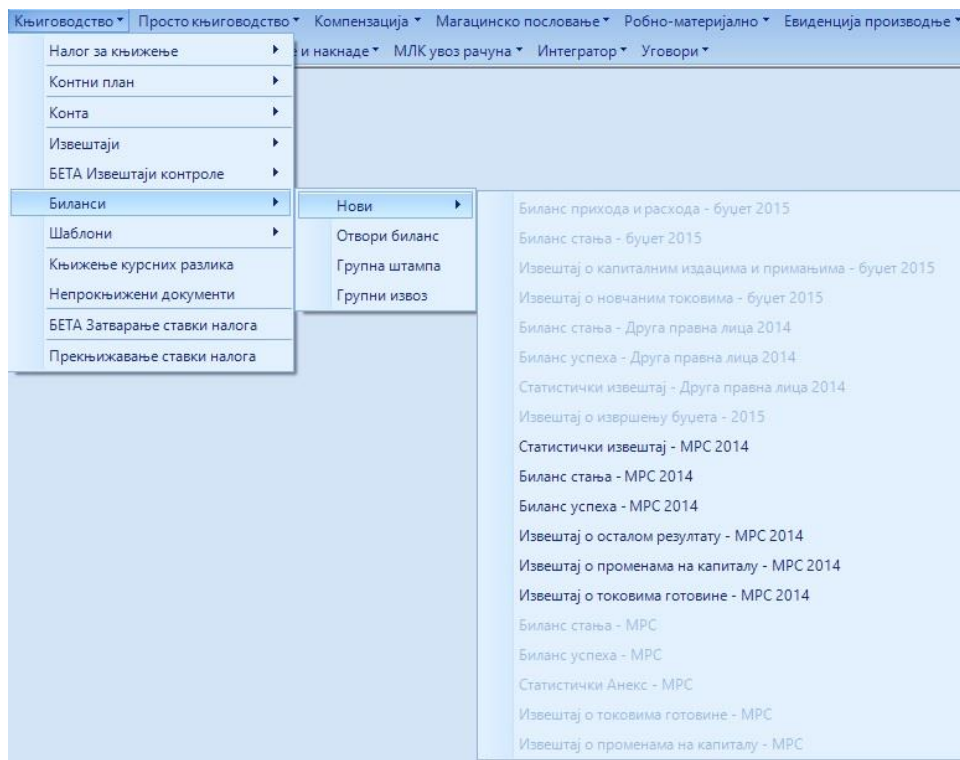 Књиговодство Просто књиговодство Компензација Магацинско пословање Робно-материјално Евиденција производње
и накнаде МЛК увоз рачуна Интегратор Уговори
Налог за књижење
Контни план
Конта
Извештаји
БЕТА Извештаји контроле
Биланси
Шаблони
Књижење курсних разлика
Непрокњижени документи
БЕТА Затварање ставки налога
Прекњижавање ставки налога
Нови
Отвори биланс
Групна штампа
Групни извоз
Биланс прихода и расхода - буџет 2015
Биланс стања - буџет 2015
Извештај о капиталним издацима и примањима - буџет 2015
Извештај о новчаним токовима - буџет 2015
Биланс стања - Друга правна лица 2014
Биланс успеха - Друга правна лица 2014
Статистички извештај - Друга правна лица 2014
Извештај о извршењу буџета - 2015
Статистички извештај - МРС 2014
Биланс стања - МРС 2014
Биланс успеха - МРС 2014
Извештај о осталом резултату - МРС 2014
Извештај о променама на капиталу - МРС 2014
Извештај о токовима готовине - МРС 2014
Биланс стања - МРС
Биланс успеха - МРС
Статистички Анекс - МРС
Извештај о токовима готовине - МРС
Извештај о променама на капиталу - МРС